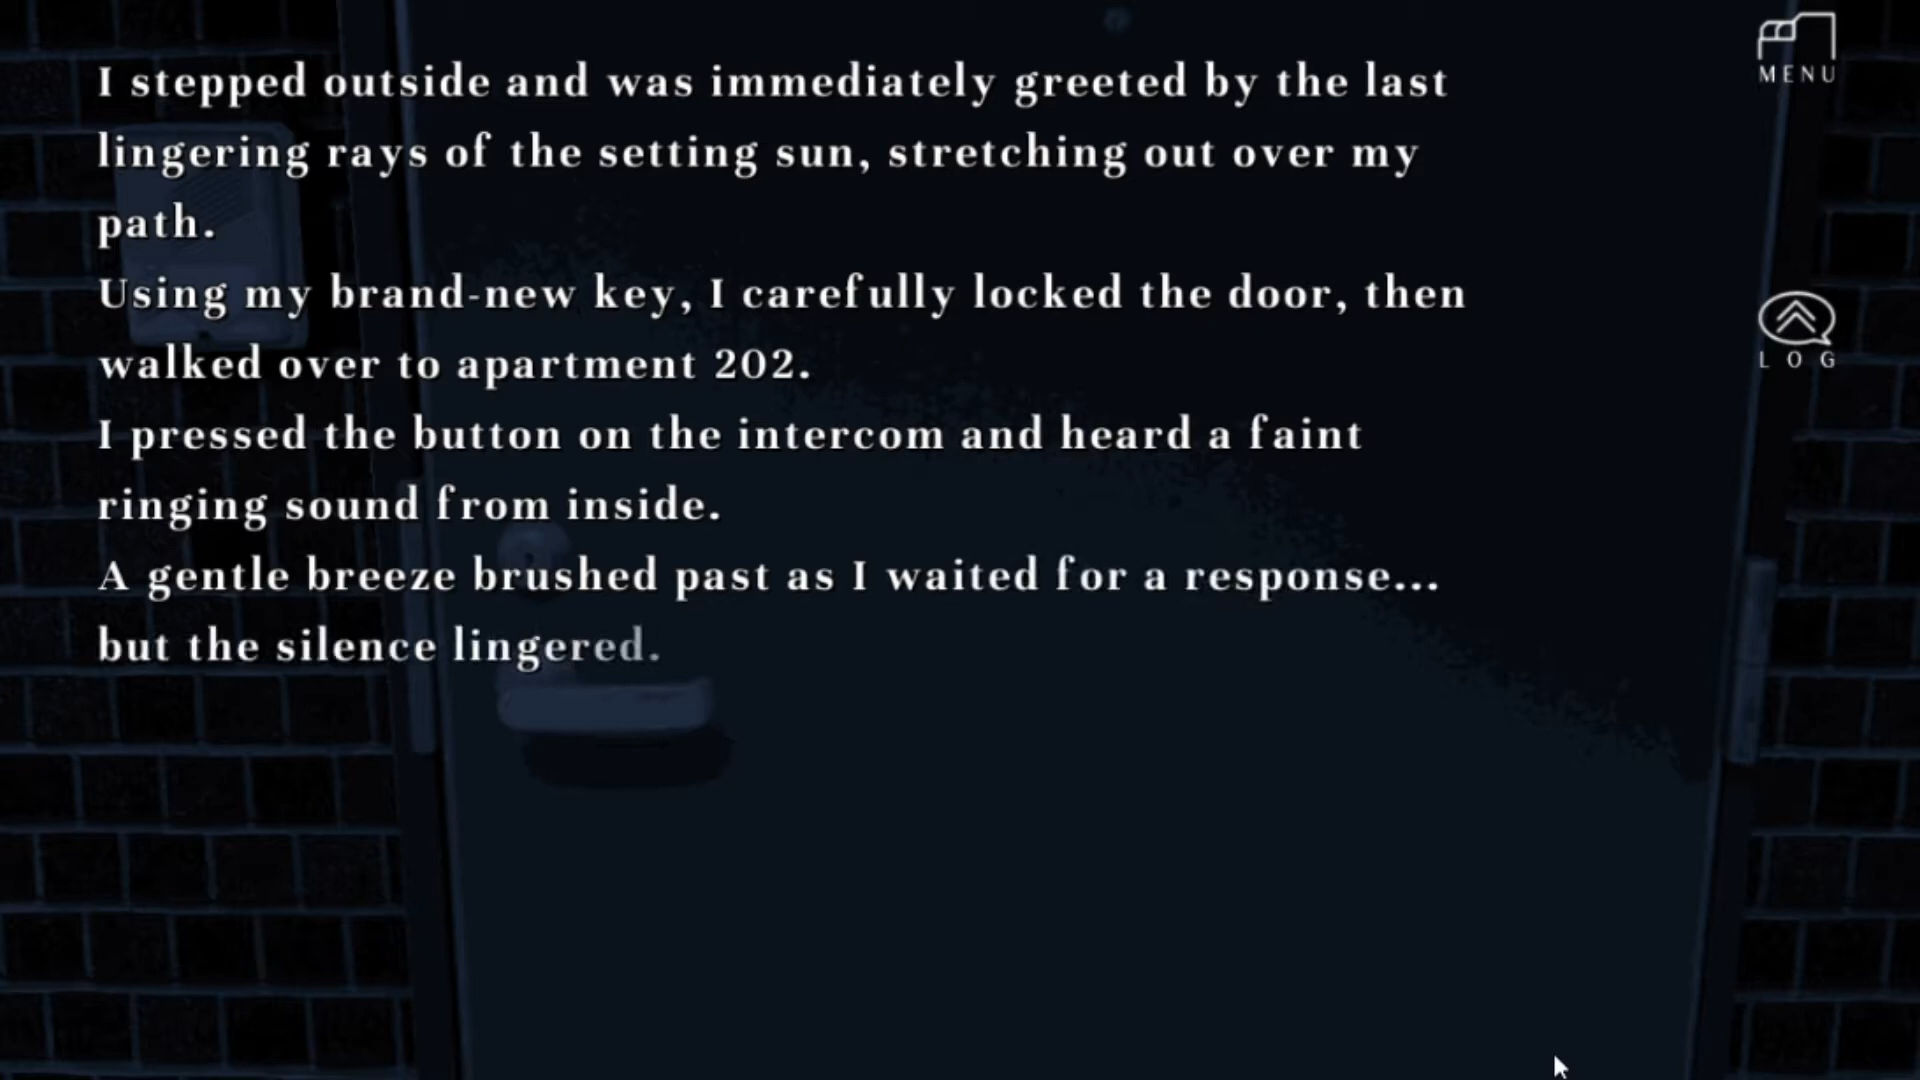 I stepped outside and was immediately greeted by the last
lingering rays of the setting sun, stretching out over my
path.
Using my brand-new key, I carefully locked the door, then
walked over to apartment 202.
I pressed the button on the intercom and heard a faint
ringing sound from inside.
A gentle breeze brushed past as I waited for a response...
but the silence lingered.
MENU
LOG